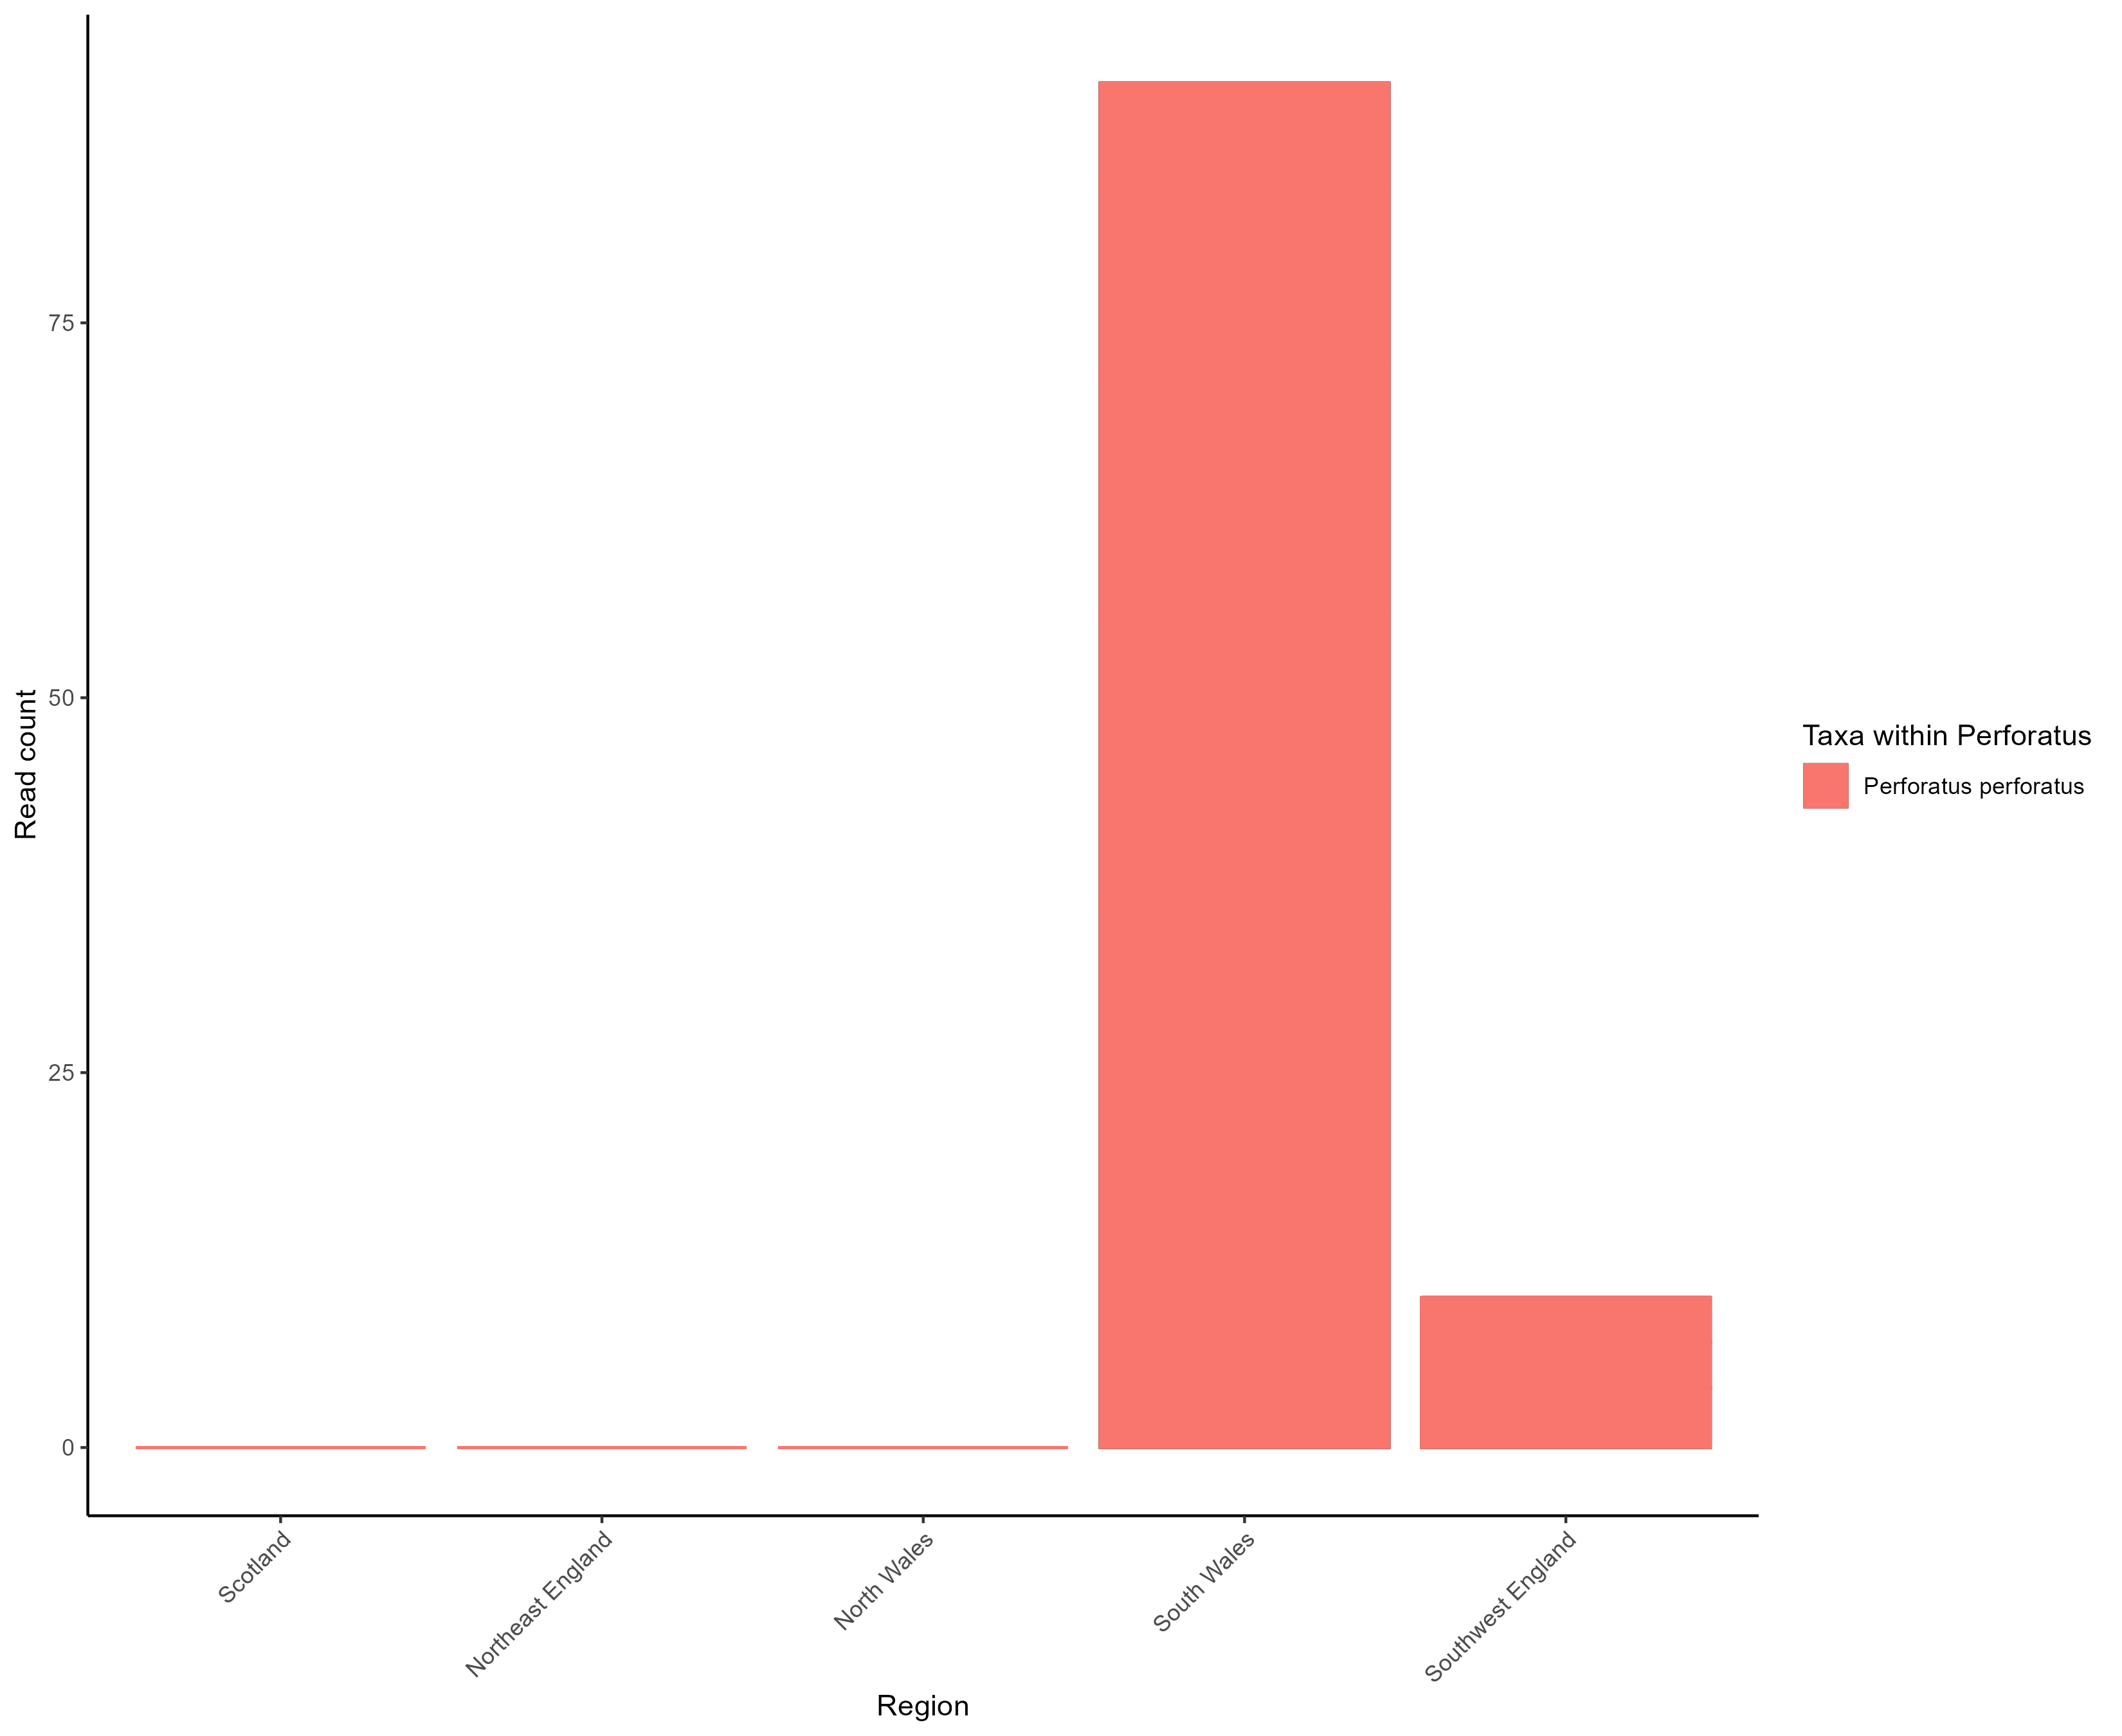 Read count
75
50
25
0
Scotland
Northeast England
North Wales
South Wales
Southwest England
Region
Taxa within Perforatus
Perforatus perforatus